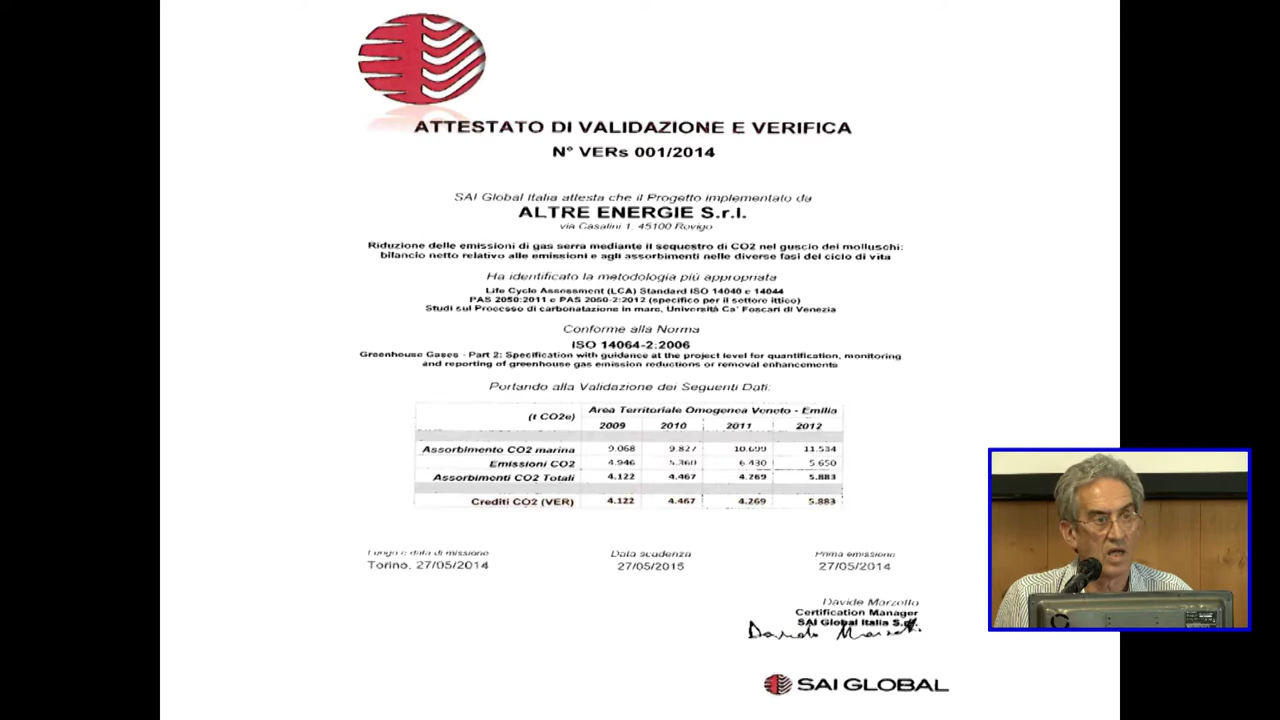 ATTESTATO DI VALIDAZIONE E VERIFICA
N° VERs 001/2014
SAI Global Italia attesta che il Progetto implementato da
ALTRE ENERGIE S.r.l.
via Casalini 1, 45100 Rovigo
Riduzione delle emissioni di gas serra mediante il sequestro di CO2 nel guscio dei molluschi:
bilancio netto relativo alle emissioni e agli assorbimenti nelle diverse fasi del ciclo di vita
Ha identificato la metodologia più appropriata
Life Cycle Assessment (LCA) Standard ISO 14040 e 14044
PAS 2050:2011 e PAS 2050-2:2012 (specifico per il settore ittico)
Studi sul Processo di carbonatazione in mare, Università Ca' Foscari di Venezia
Conforme alla Norma
ISO 14064-2:2006
Greenhouse Gases - Part 2: Specification with guidance at the project level for quantification, monitoring
and reporting of greenhouse gas emission reductions or removal enhancements
Portando alla Validazione dei Seguenti Dati:
(t CO2e) Area Territoriale Omogenea Veneto - Emilia
2009 2010 2011 2012
Assorbimento CO2 marina 9.068 9.827 10.699 11.534
Emissioni CO2 4.946 5.360 6.430 5.650
Assorbimenti CO2 Totali 4.122 4.467 4.269 5.883
Crediti CO2 (VER) 4.122 4.467 4.269 5.883
Luogo e data di emissione Data scadenza Prima emissione
Torino, 27/05/2014 27/05/2015 27/05/2014
Davide Marzollo
Certification Manager
SAI Global Italia S.r.l.
SAI GLOBAL